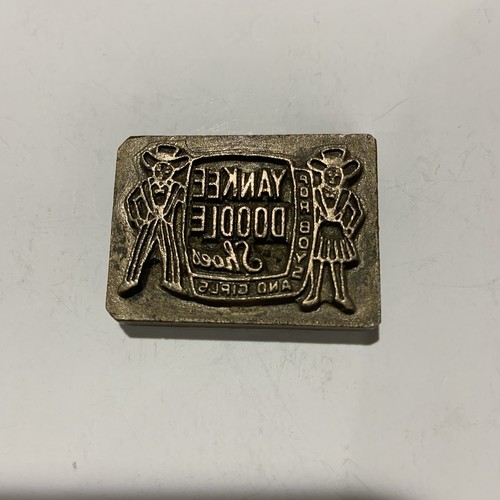 YANKEE
DOODLE
Shoes
FOR BOYS
AND GIRLS